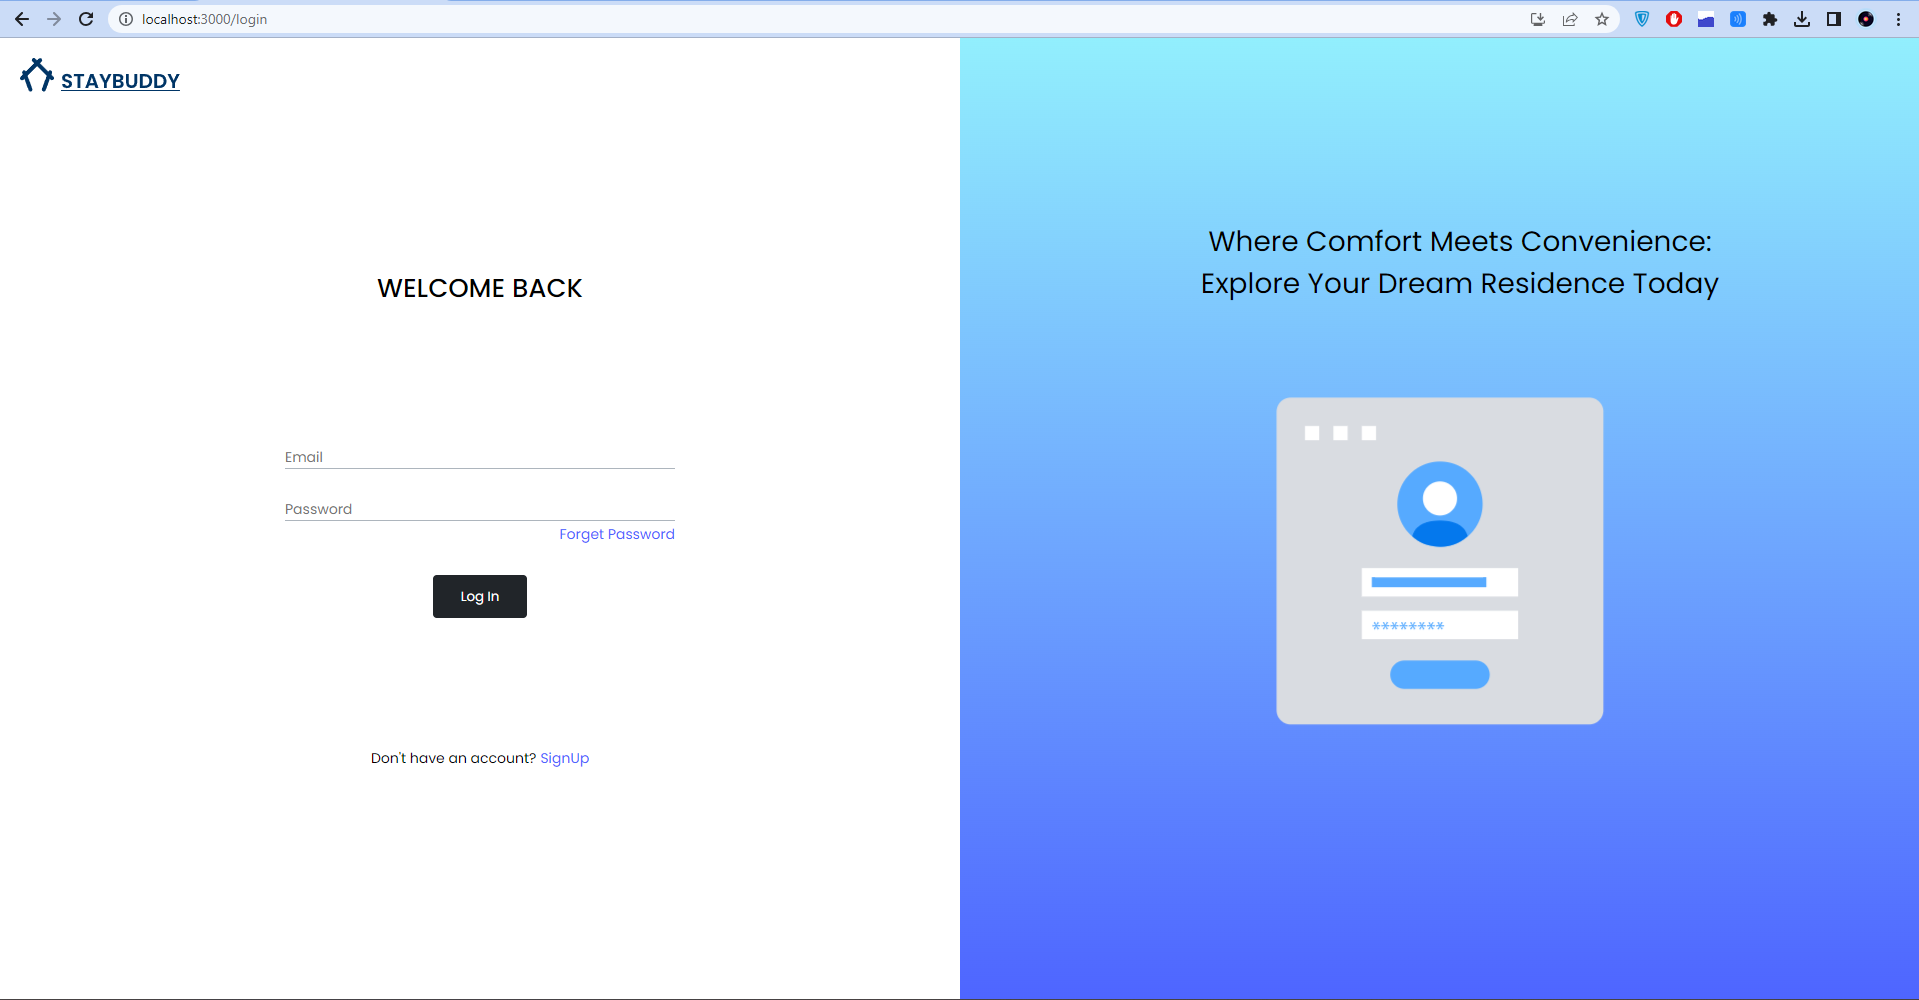 localhost:3000/login
STAYBUDDY
WELCOME BACK
Email
Password
Forget Password
Log In
Don't have an account? SignUp
Where Comfort Meets Convenience:
Explore Your Dream Residence Today
********